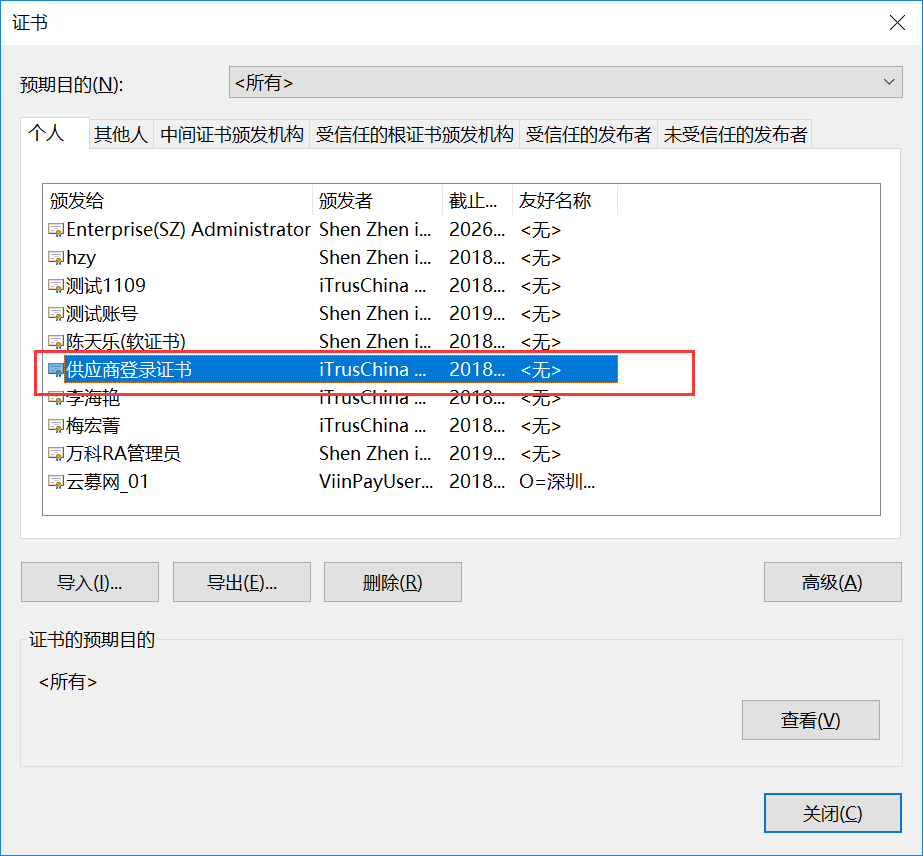 证书
预期目的(N):
<所有>
个人 其他人 中间证书颁发机构 受信任的根证书颁发机构 受信任的发布者 未受信任的发布者
颁发给 颁发者 截止... 友好名称
Enterprise(SZ) Administrator Shen Zhen i... 2026... <无>
hzy Shen Zhen i... 2018... <无>
测试1109 iTrusChina ... 2018... <无>
测试账号 Shen Zhen i... 2019... <无>
陈天乐(软证书) Shen Zhen i... 2018... <无>
供应商登录证书 iTrusChina ... 2018... <无>
李海艳 iTrusChina ... 2018... <无>
梅宏菁 iTrusChina ... 2018... <无>
万科RA管理员 Shen Zhen i... 2019... <无>
云募网_01 ViinPayUser... 2018... O=深圳...
导入(I)... 导出(E)... 删除(R) 高级(A)
证书的预期目的
<所有>
查看(V)
关闭(C)